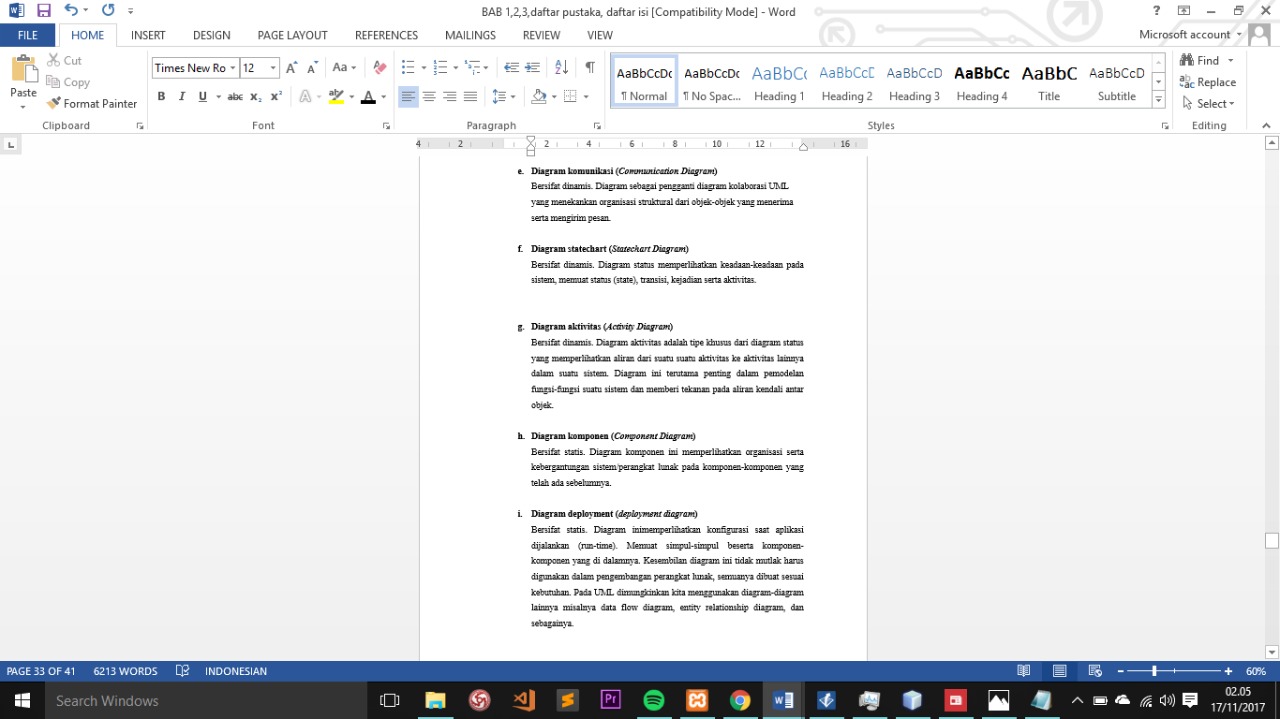 BAB 1,2,3,daftar pustaka, daftar isi [Compatibility Mode] - Word
FILE HOME INSERT DESIGN PAGE LAYOUT REFERENCES MAILINGS REVIEW VIEW Microsoft account
Paste
Cut
Copy
Format Painter
Times New Ro 12
AaBbCcDc AaBbCcDc AaBbCc AaBbCcD AaBbCcD AaBbCc AaBbC AaBbCcD
¶ Normal ¶ No Spac... Heading 1 Heading 2 Heading 3 Heading 4 Title Subtitle
Find
Replace
Select
Clipboard Font Paragraph Styles Editing
4 2 2 4 6 8 10 12 16
e. Diagram komunikasi (Communication Diagram)
Bersifat dinamis. Diagram sebagai pengganti diagram kolaborasi UML
yang menekankan organisasi struktural dari objek-objek yang menerima
serta mengirim pesan.
f. Diagram statechart (Statechart Diagram)
Bersifat dinamis. Diagram status memperlihatkan keadaan-keadaan pada
sistem, memuat status (state), transisi, kejadian serta aktivitas.
g. Diagram aktivitas (Activity Diagram)
Bersifat dinamis. Diagram aktivitas adalah tipe khusus dari diagram status
yang memperlihatkan aliran dari suatu suatu aktivitas ke aktivitas lainnya
dalam suatu sistem. Diagram ini terutama penting dalam pemodelan
fungsi-fungsi suatu sistem dan memberi tekanan pada aliran kendali antar
objek.
h. Diagram komponen (Component Diagram)
Bersifat statis. Diagram komponen ini memperlihatkan organisasi serta
kebergantungan sistem/perangkat lunak pada komponen-komponen yang
telah ada sebelumnya.
i. Diagram deployment (deployment diagram)
Bersifat statis. Diagram inimemperlihatkan konfigurasi saat aplikasi
dijalankan (run-time). Memuat simpul-simpul beserta komponen-
komponen yang di dalamnya. Kesembilan diagram ini tidak mutlak harus
digunakan dalam pengembangan perangkat lunak, semuanya dibuat sesuai
kebutuhan. Pada UML dimungkinkan kita menggunakan diagram-diagram
lainnya misalnya data flow diagram, entity relationship diagram, dan
sebagainya.
PAGE 33 OF 41 6213 WORDS INDONESIAN 60%
Search Windows
02.05
17/11/2017